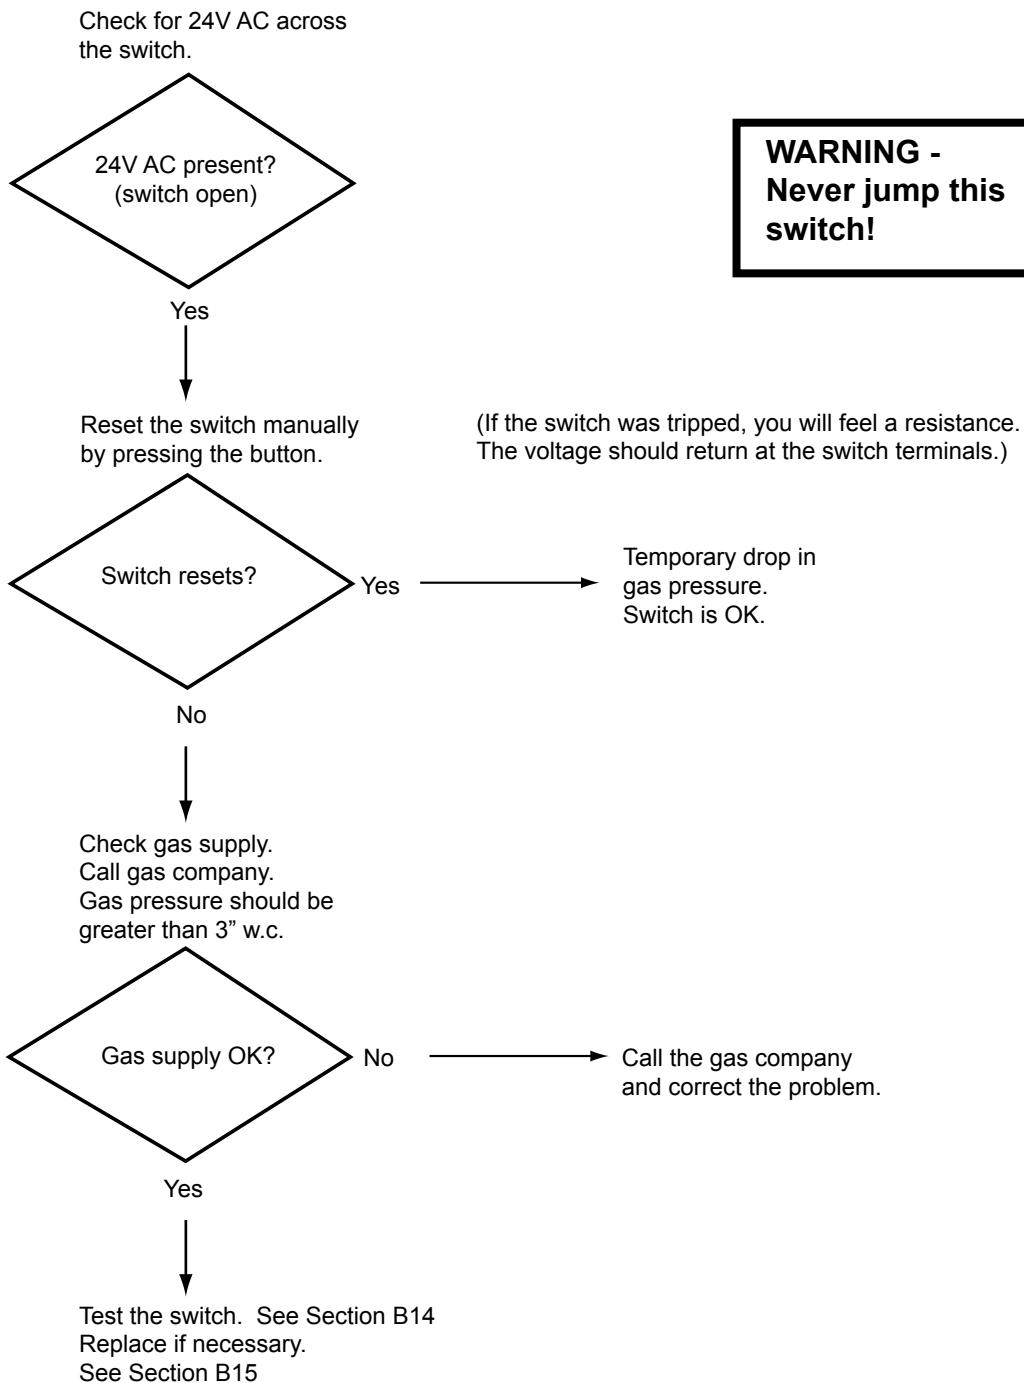 Check for 24V AC across
the switch.
24V AC present?
(switch open)
WARNING -
Never jump this
switch!
Yes
Reset the switch manually
by pressing the button.
(If the switch was tripped, you will feel a resistance.
The voltage should return at the switch terminals.)
Switch resets?
Yes
Temporary drop in
gas pressure.
Switch is OK.
No
Check gas supply.
Call gas company.
Gas pressure should be
greater than 3” w.c.
Gas supply OK?
No
Call the gas company
and correct the problem.
Yes
Test the switch.  See Section B14
Replace if necessary.
See Section B15